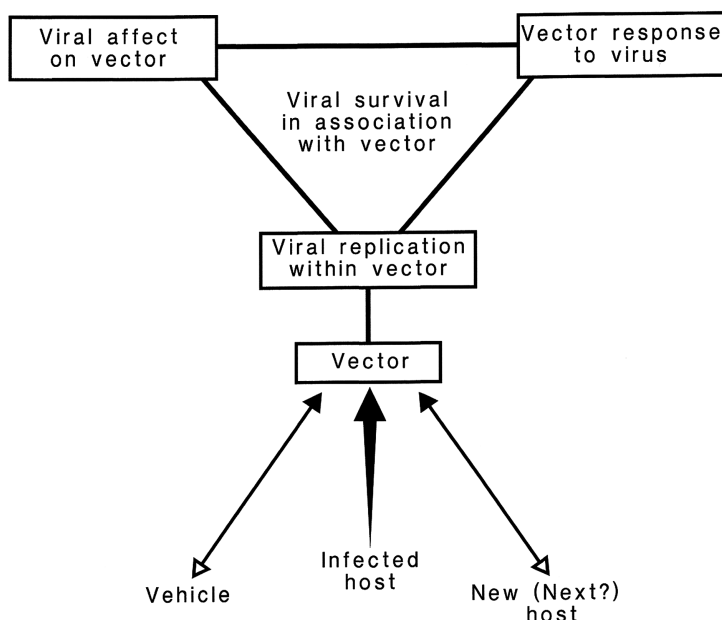 Viral affect
on vector
Vector response
to virus
Viral survival
in association
with vector
Viral replication
within vector
Vector
Infected
host
Vehicle
New (Next?)
host